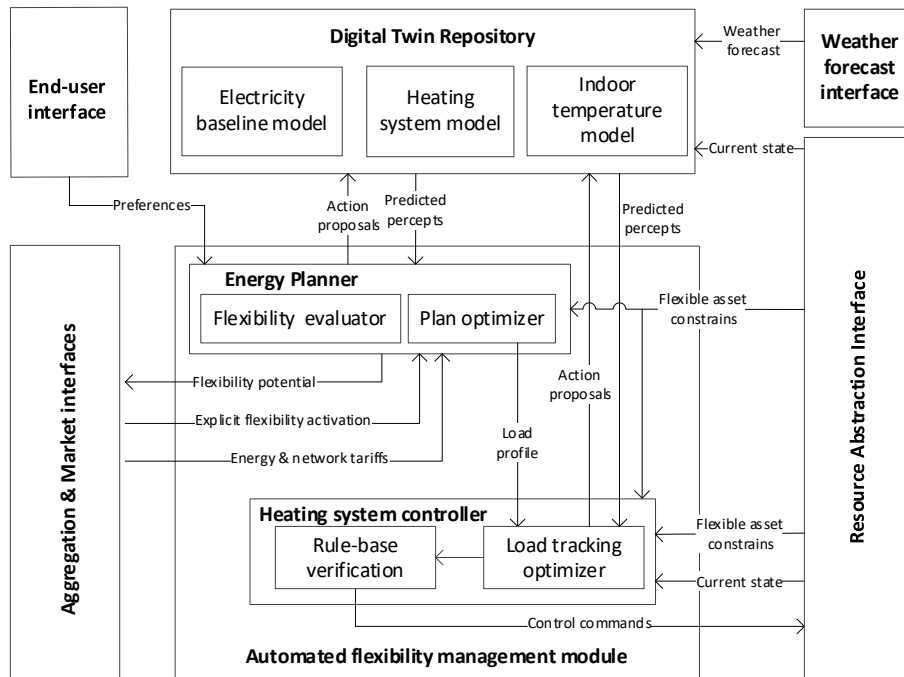 End-user
interface
Digital Twin Repository
Electricity
baseline model
Heating
system model
Indoor
temperature
model
Weather
forecast
Weather
forecast
interface
Current state
Preferences
Action
proposals
Predicted
percepts
Predicted
percepts
Energy Planner
Flexibility evaluator
Plan optimizer
Flexible asset
constrains
Flexibility potential
Explicit flexibility activation
Energy & network tariffs
Load
profile
Action
proposals
Aggregation & Market interfaces
Resource Abstraction Interface
Heating system controller
Rule-base
verification
Load tracking
optimizer
Flexible asset
constrains
Current state
Control commands
Automated flexibility management module